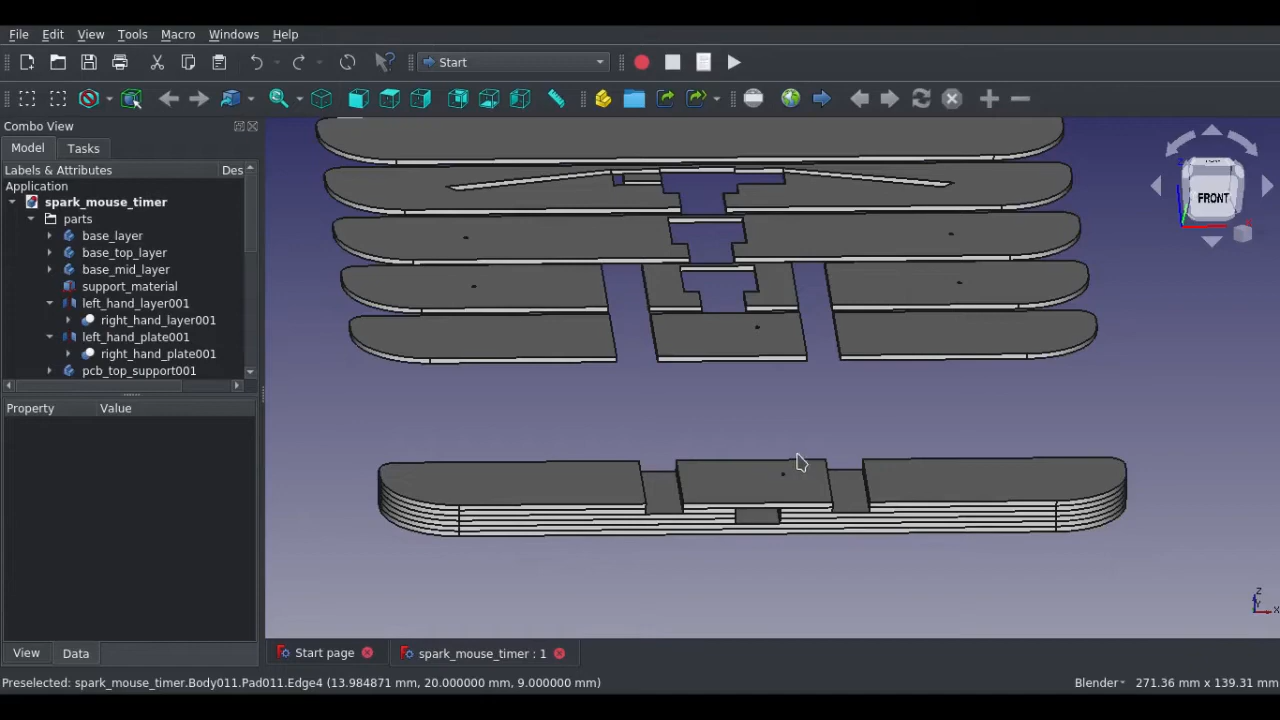 File Edit View Tools Macro Windows Help
Start
Combo View
Model Tasks
Labels & Attributes Des
Application
spark_mouse_timer
parts
base_layer
base_top_layer
base_mid_layer
support_material
left_hand_layer001
right_hand_layer001
left_hand_plate001
right_hand_plate001
pcb_top_support001
Property Value
FRONT
Z
X
View Data
Start page spark_mouse_timer : 1
Preselected: spark_mouse_timer.Body011.Pad011.Edge4 (13.984871 mm, 20.000000 mm, 9.000000 mm) Blender 271.36 mm x 139.31 mm